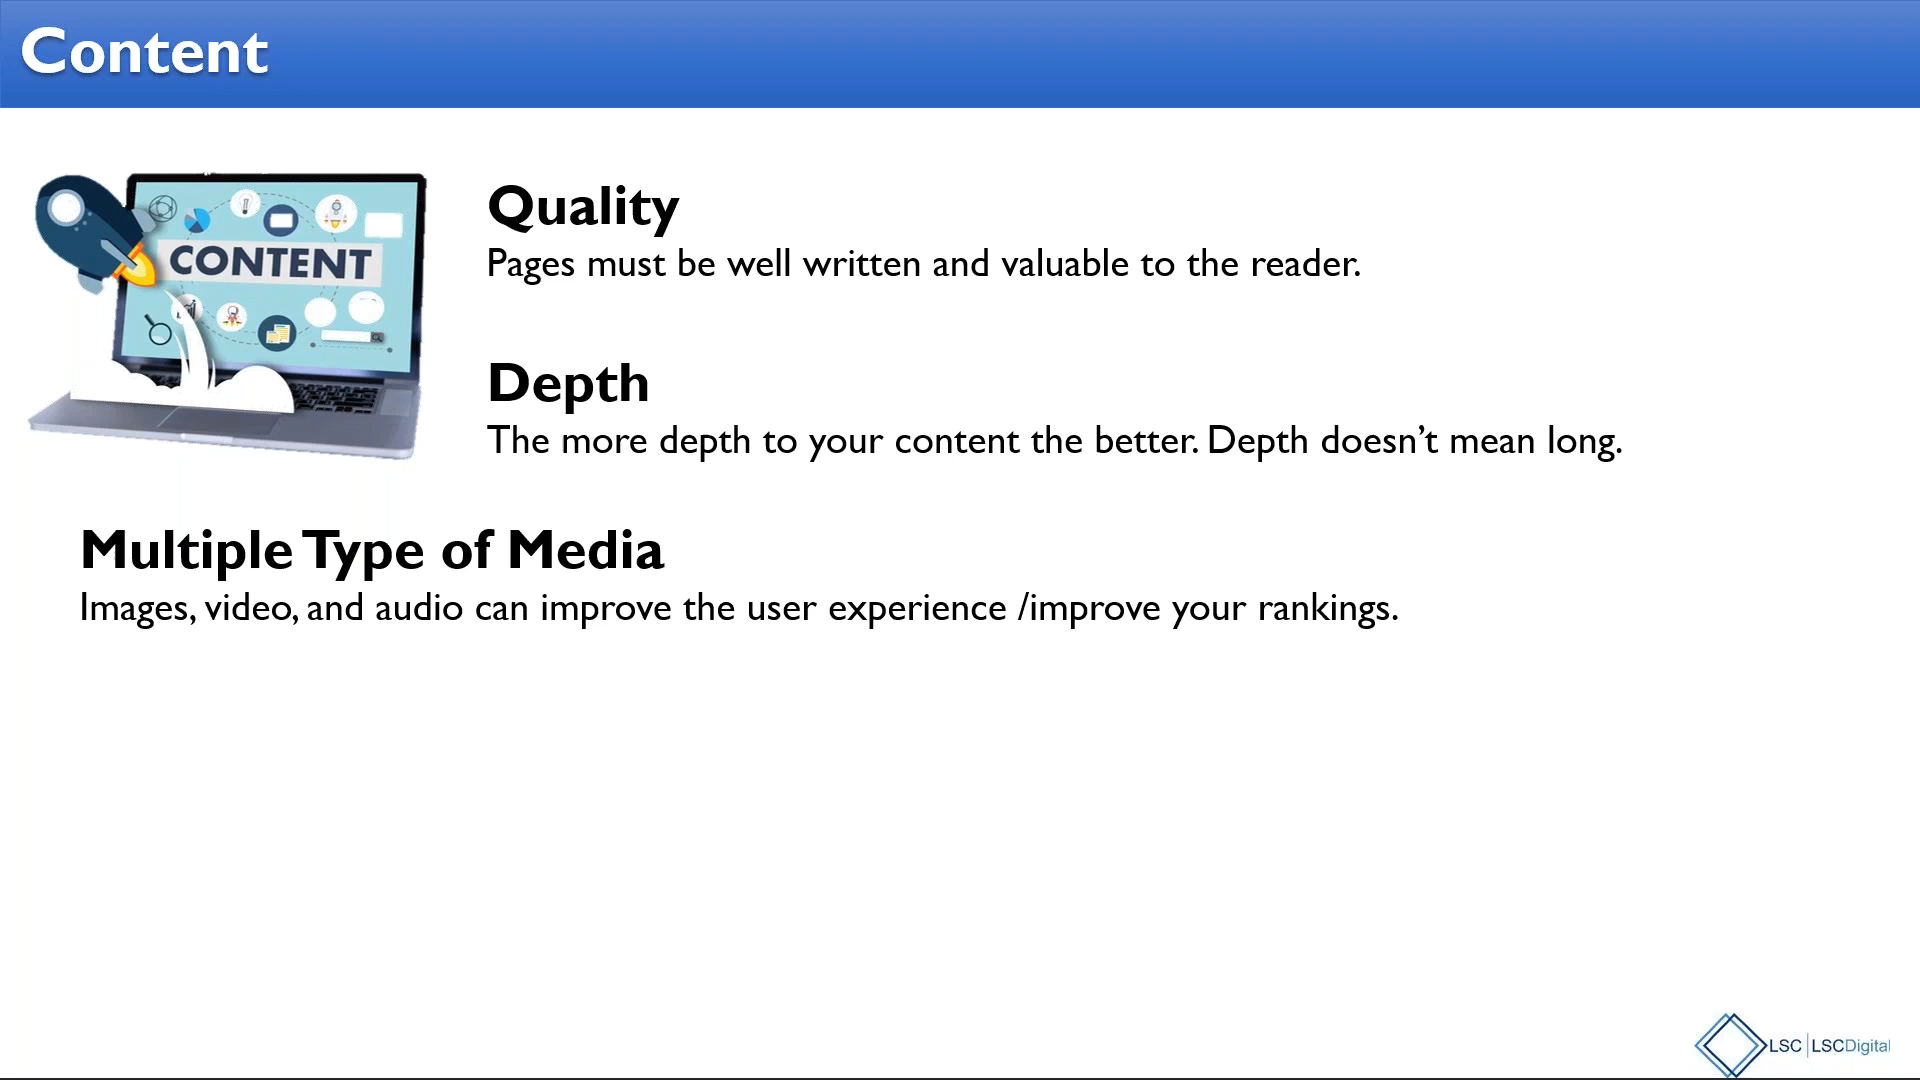 Content
CONTENT
Quality
Pages must be well written and valuable to the reader.
Depth
The more depth to your content the better. Depth doesn’t mean long.
Multiple Type of Media
Images, video, and audio can improve the user experience /improve your rankings.
LSC | LSCDigital